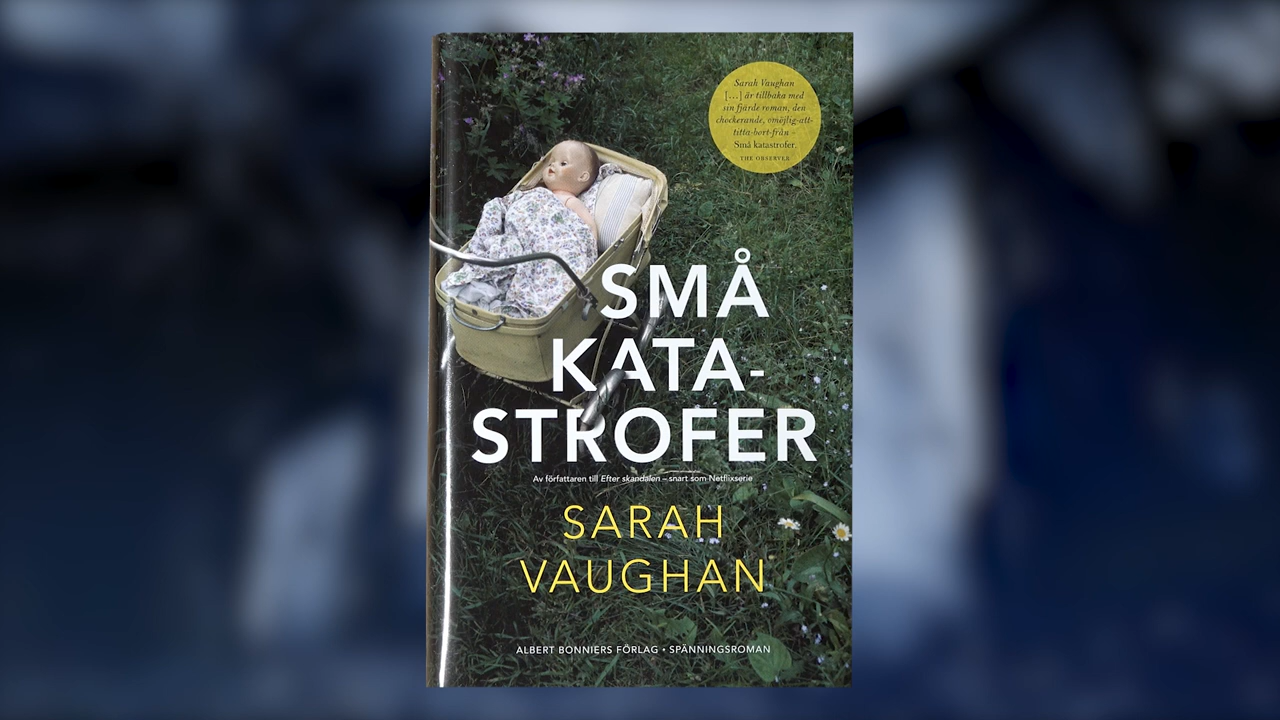 Sarah Vaughan
[…] är tillbaka med
sin fjärde roman, den
chockerande, omöjlig-att-
titta-bort-från –
Små katastrofer.
THE OBSERVER
SMÅ
KATA-
STROFER
Av författaren till Efter skandalen – snart som Netflixserie
SARAH
VAUGHAN
ALBERT BONNIERS FÖRLAG • SPÄNNINGSROMAN